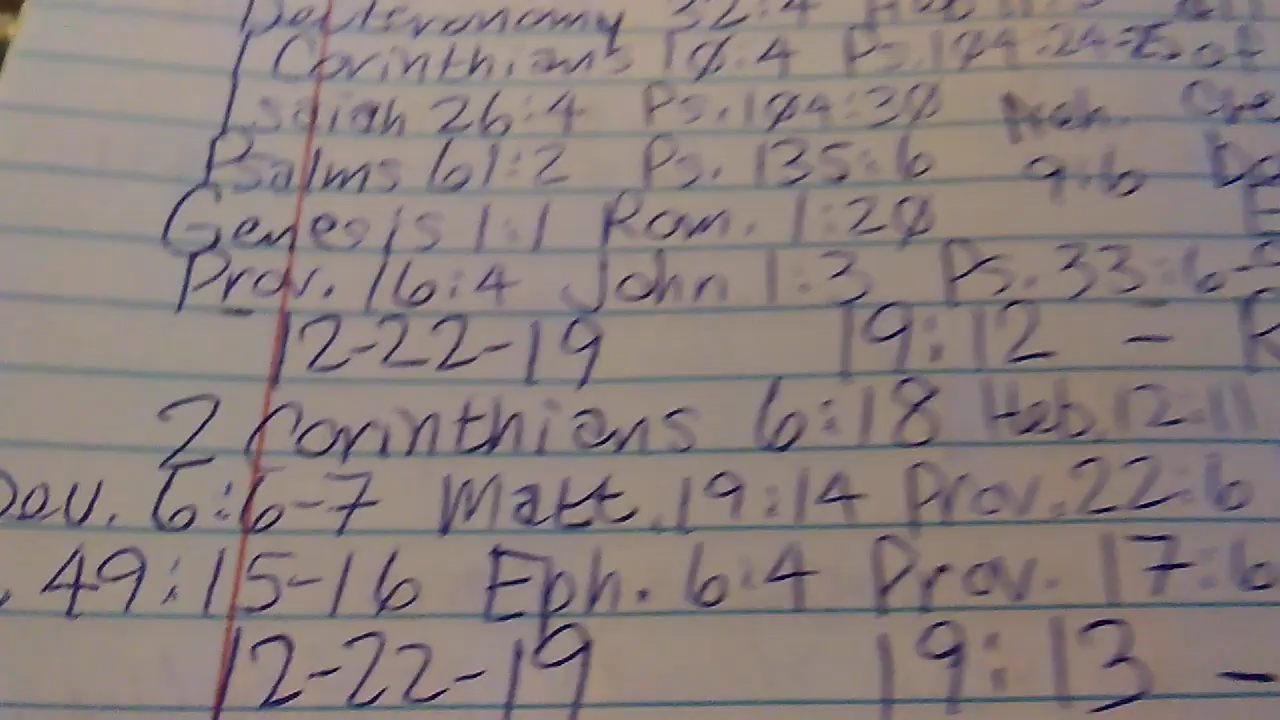 Deuteronomy 32:4
Corinthians 10:4 Ps. 104:24-25
Isaiah 26:4 Ps. 104:30
Psalms 61:2 Ps. 135:6 9:6
Genesis 1:1 Rom. 1:20
Prov. 16:4 John 1:3 Ps. 33:6-
12-22-19 19:12 -
2 Corinthians 6:18 Heb. 12:11
6:6-7 Matt. 19:14 Prov. 22:6
49:15-16 Eph. 6:4 Prov. 17:6
12-22-19 19:13 -